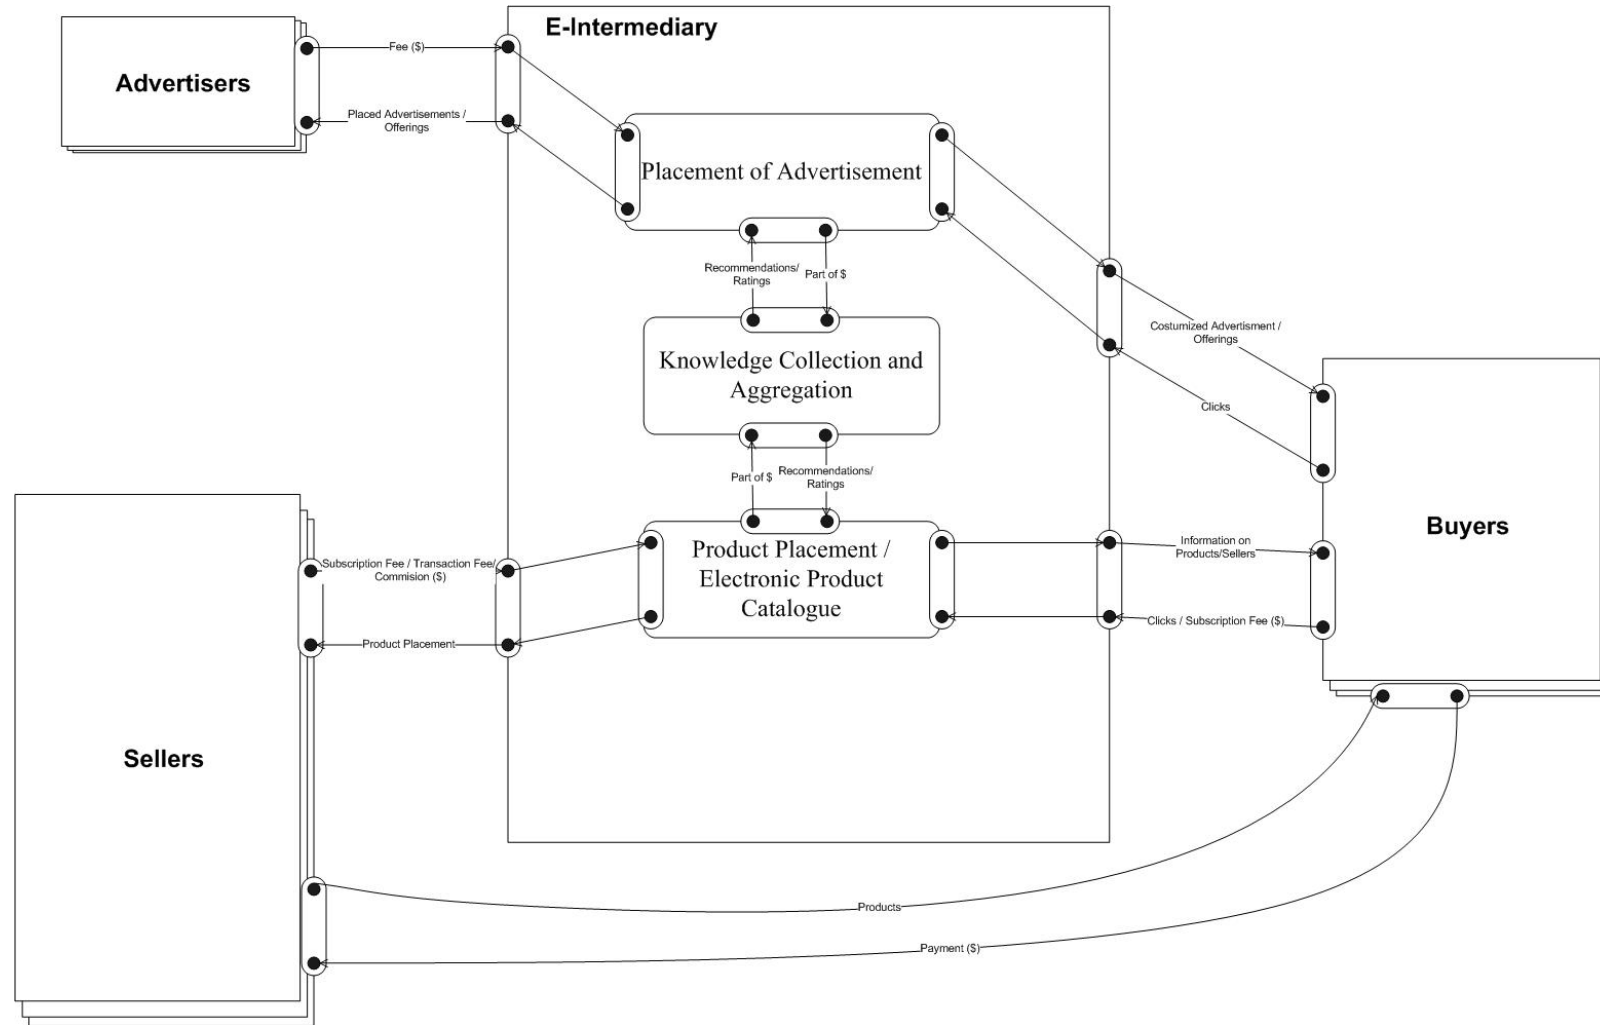 E-Intermediary
Advertisers
Fee ($)
Placed Advertisements /
Offerings
Placement of Advertisement
Recommendations/
Ratings
Part of $
Costumized Advertisment /
Offerings
Clicks
Knowledge Collection and
Aggregation
Part of $
Recommendations/
Ratings
Buyers
Subscription Fee / Transaction Fee/
Commision ($)
Product Placement /
Electronic Product
Catalogue
Information on
Products/Sellers
Clicks / Subscription Fee ($)
Product Placement
Sellers
Products
Payment ($)